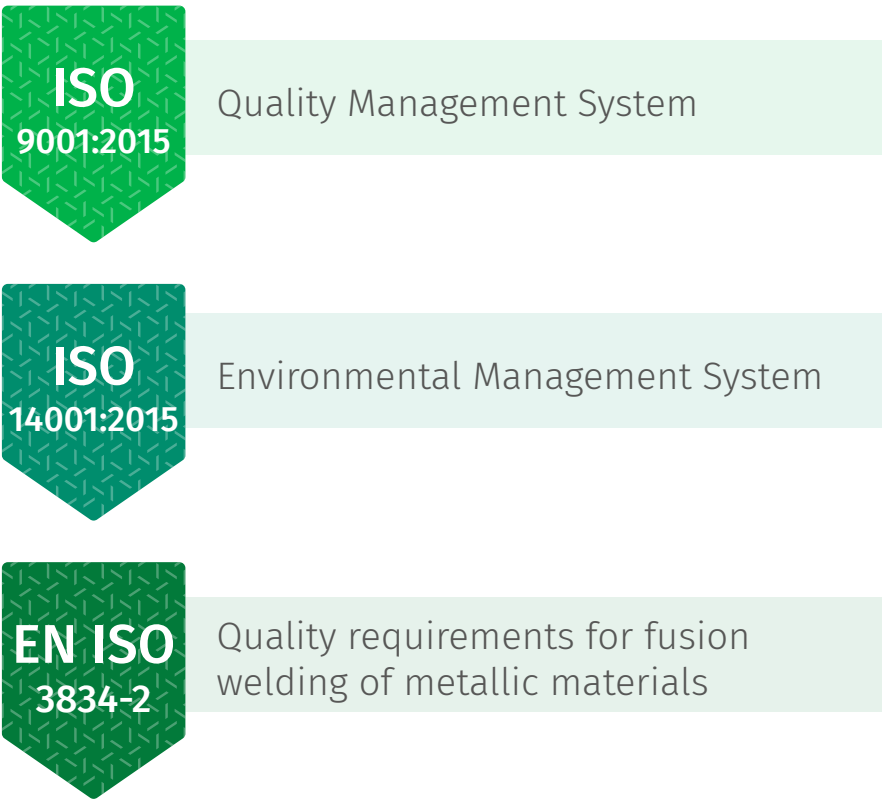 ISO
9001:2015
Quality Management System
ISO
14001:2015
Environmental Management System
EN ISO
3834-2
Quality requirements for fusion
welding of metallic materials